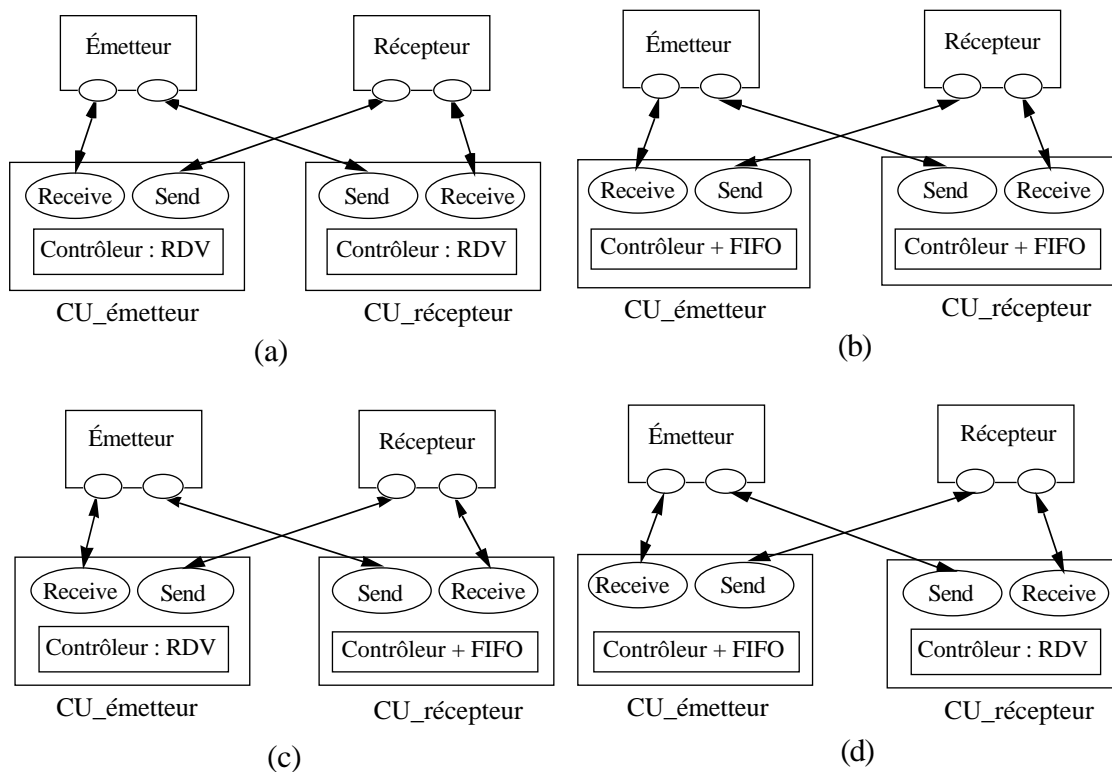 Émetteur
Récepteur
Receive
Send
Send
Receive
Contrôleur : RDV
Contrôleur : RDV
CU_émetteur
CU_récepteur
(a)
Émetteur
Récepteur
Receive
Send
Send
Receive
Contrôleur + FIFO
Contrôleur + FIFO
CU_émetteur
CU_récepteur
(b)
Émetteur
Récepteur
Receive
Send
Send
Receive
Contrôleur : RDV
Contrôleur + FIFO
CU_émetteur
CU_récepteur
(c)
Émetteur
Récepteur
Receive
Send
Send
Receive
Contrôleur + FIFO
Contrôleur : RDV
CU_émetteur
CU_récepteur
(d)